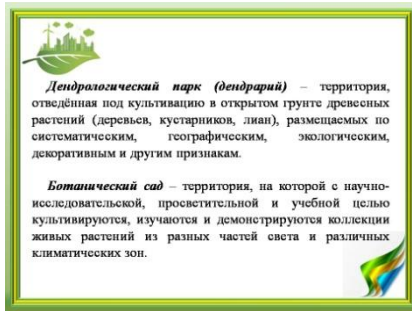 Дендрологический парк (дендрарий) – территория,
отведённая под культивацию в открытом грунте древесных
растений (деревьев, кустарников, лиан), размещаемых по
систематическим, географическим, экологическим,
декоративным и другим признакам.
Ботанический сад – территория, на которой с научно-
исследовательской, просветительной и учебной целью
культивируются, изучаются и демонстрируются коллекции
живых растений из разных частей света и различных
климатических зон.